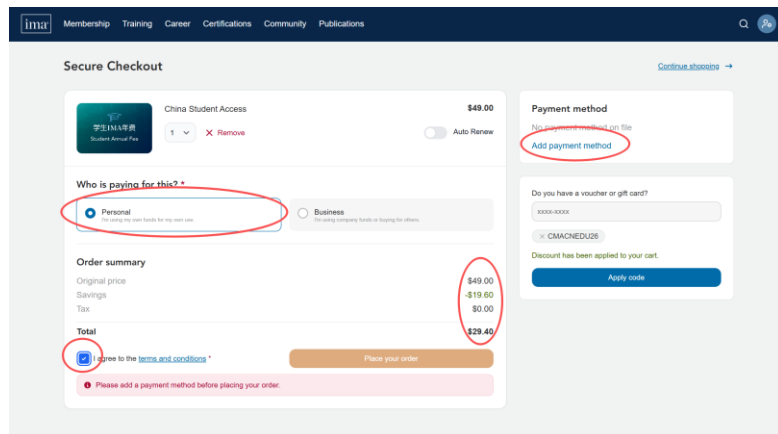 ima
Membership Training Career Certifications Community Publications
Secure Checkout
Continue shopping →
学生IMA年费
Student Annual Fee
China Student Access
$49.00
1
× Remove
Auto Renew
Who is paying for this? *
Personal
I'm using my own funds for my own use.
Business
I'm using company funds or buying for others.
Order summary
Original price $49.00
Savings -$19.60
Tax $0.00
Total $29.40
I agree to the terms and conditions *
Place your order
Please add a payment method before placing your order.
Payment method
No payment method on file
Add payment method
Do you have a voucher or gift card?
xxxx-xxxx
× CMACNEDU26
Discount has been applied to your cart.
Apply code